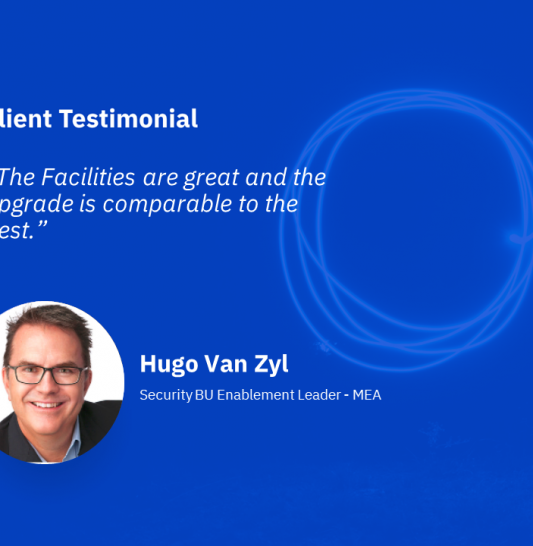 lient Testimonial
The Facilities are great and the
pgrade is comparable to the
est.”
Hugo Van Zyl
Security BU Enablement Leader - MEA